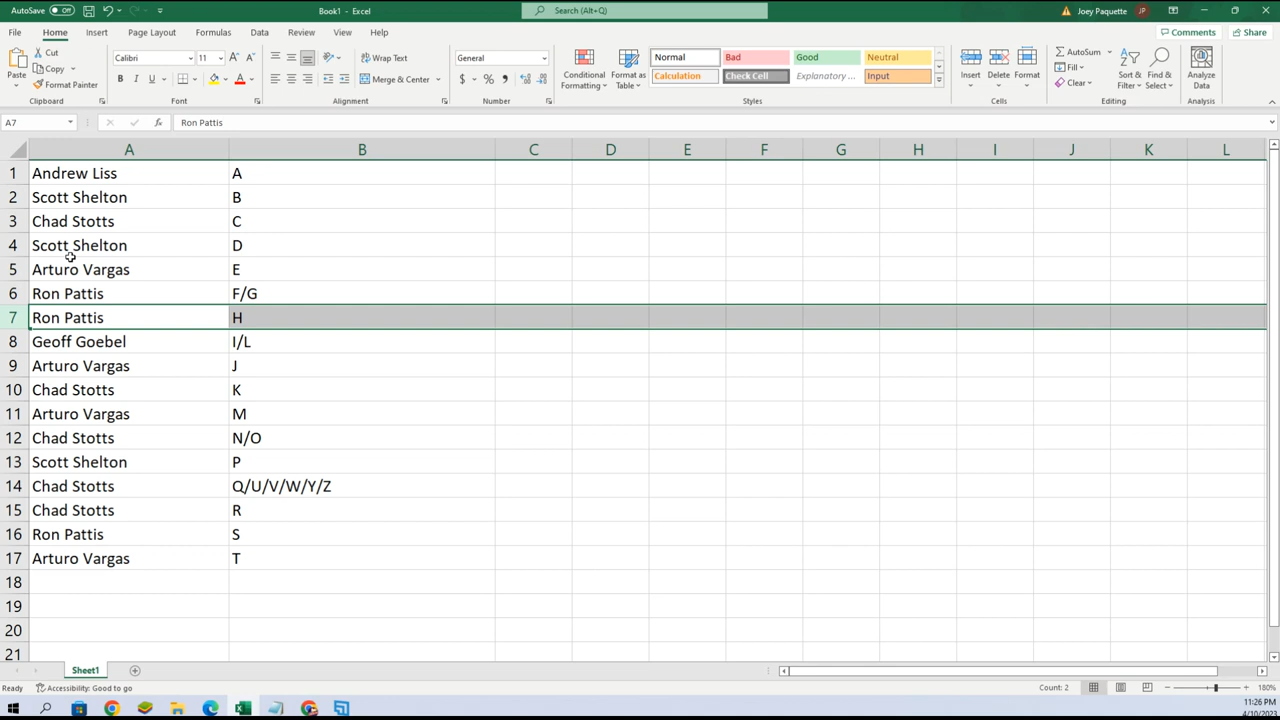 AutoSave Off Book1 - Excel Search (Alt+Q) Joey Paquette JP
File Home Insert Page Layout Formulas Data Review View Help Comments Share
Paste Cut Copy Format Painter Clipboard
Calibri 11 B I U A Font
Wrap Text Merge & Center Alignment
General $ % , Number
Conditional Formatting Format as Table
Normal Bad Good Neutral
Calculation Check Cell Explanatory ... Input
Styles
Insert Delete Format Cells
AutoSum Fill Clear Sort & Filter Find & Select Editing
Analyze Data Analysis
A7 fx Ron Pattis
A B C D E F G H I J K L
1 Andrew Liss A
2 Scott Shelton B
3 Chad Stotts C
4 Scott Shelton D
5 Arturo Vargas E
6 Ron Pattis F/G
7 Ron Pattis H
8 Geoff Goebel I/L
9 Arturo Vargas J
10 Chad Stotts K
11 Arturo Vargas M
12 Chad Stotts N/O
13 Scott Shelton P
14 Chad Stotts Q/U/V/W/Y/Z
15 Chad Stotts R
16 Ron Pattis S
17 Arturo Vargas T
18
19
20
21
Sheet1
Ready Accessibility: Good to go Count: 2 180%
11:26 PM
4/10/2023